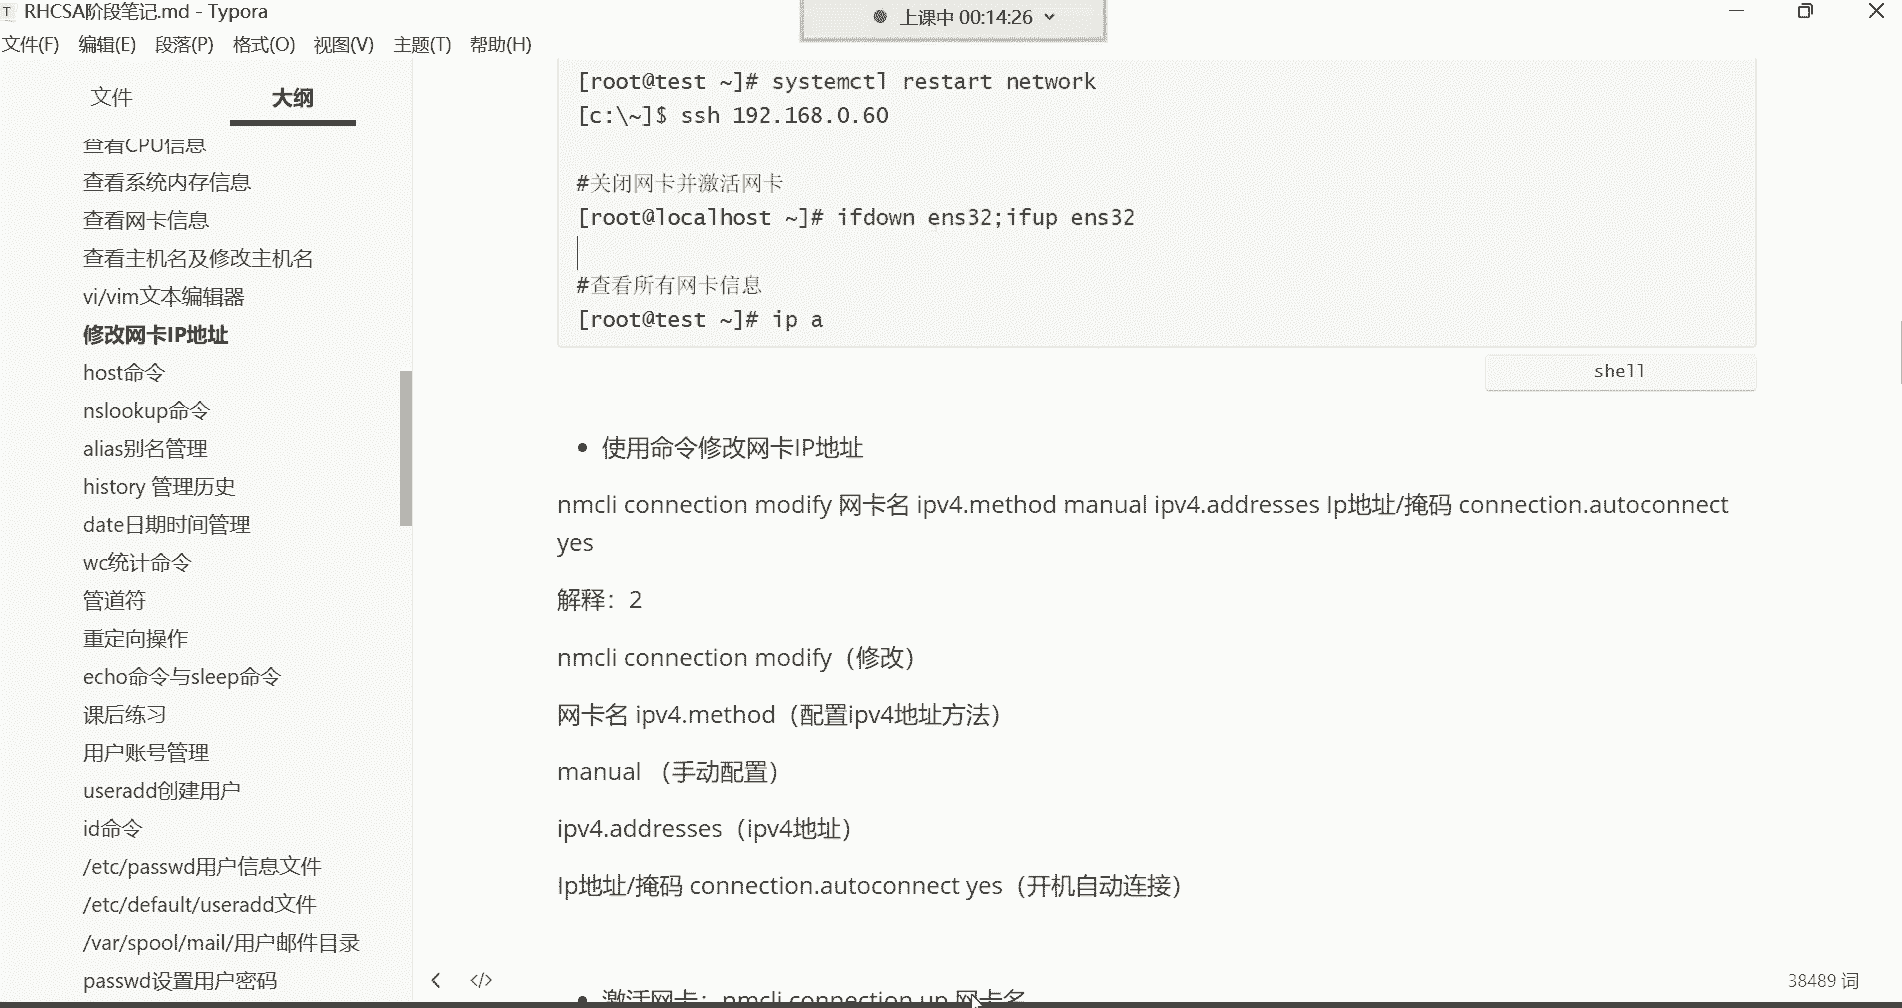 RHCSA阶段笔记.md - Typora
上课中 00:14:26
文件(F) 编辑(E) 段落(P) 格式(O) 视图(V) 主题(T) 帮助(H)
文件 大纲
查看CPU信息
查看系统内存信息
查看网卡信息
查看主机名及修改主机名
vi/vim文本编辑器
修改网卡IP地址
host命令
nslookup命令
alias别名管理
history 管理历史
date日期时间管理
wc统计命令
管道符
重定向操作
echo命令与sleep命令
课后练习
用户账号管理
useradd创建用户
id命令
/etc/passwd用户信息文件
/etc/default/useradd文件
/var/spool/mail/用户邮件目录
passwd设置用户密码
[root@test ~]# systemctl restart network
[c:\~]$ ssh 192.168.0.60
#关闭网卡并激活网卡
[root@localhost ~]# ifdown ens32;ifup ens32
#查看所有网卡信息
[root@test ~]# ip a
shell
• 使用命令修改网卡IP地址
nmcli connection modify 网卡名 ipv4.method manual ipv4.addresses Ip地址/掩码 connection.autoconnect
yes
解释：2
nmcli connection modify（修改）
网卡名 ipv4.method（配置ipv4地址方法）
manual （手动配置）
ipv4.addresses（ipv4地址）
Ip地址/掩码 connection.autoconnect yes（开机自动连接）
• 激活网卡：nmcli connection up 网卡名
38489 词